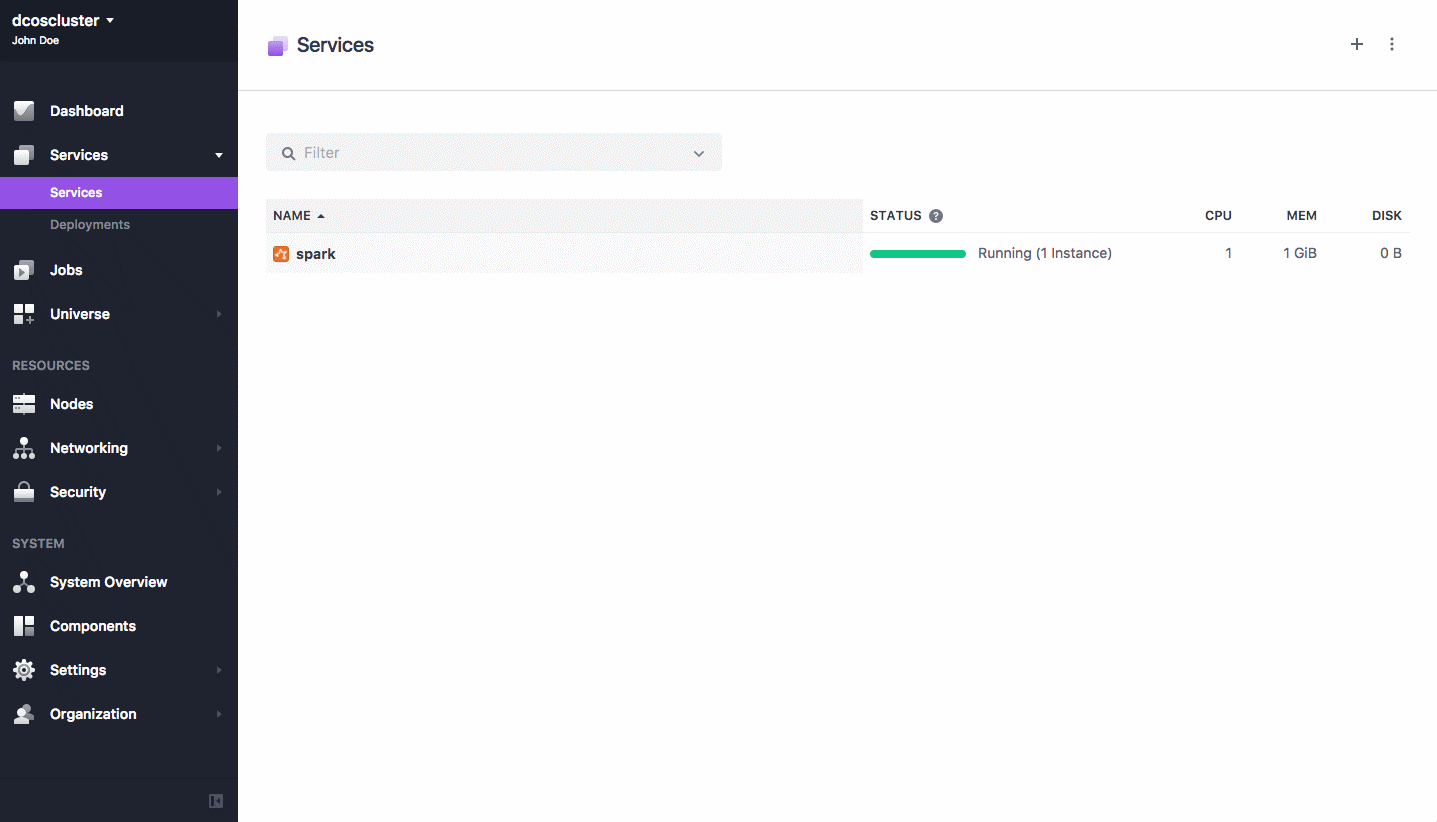 dcoscluster
John Doe
Dashboard
Services
Services
Deployments
Jobs
Universe
RESOURCES
Nodes
Networking
Security
SYSTEM
System Overview
Components
Settings
Organization
Services
Filter
NAME STATUS ? CPU MEM DISK
spark Running (1 Instance) 1 1 GiB 0 B